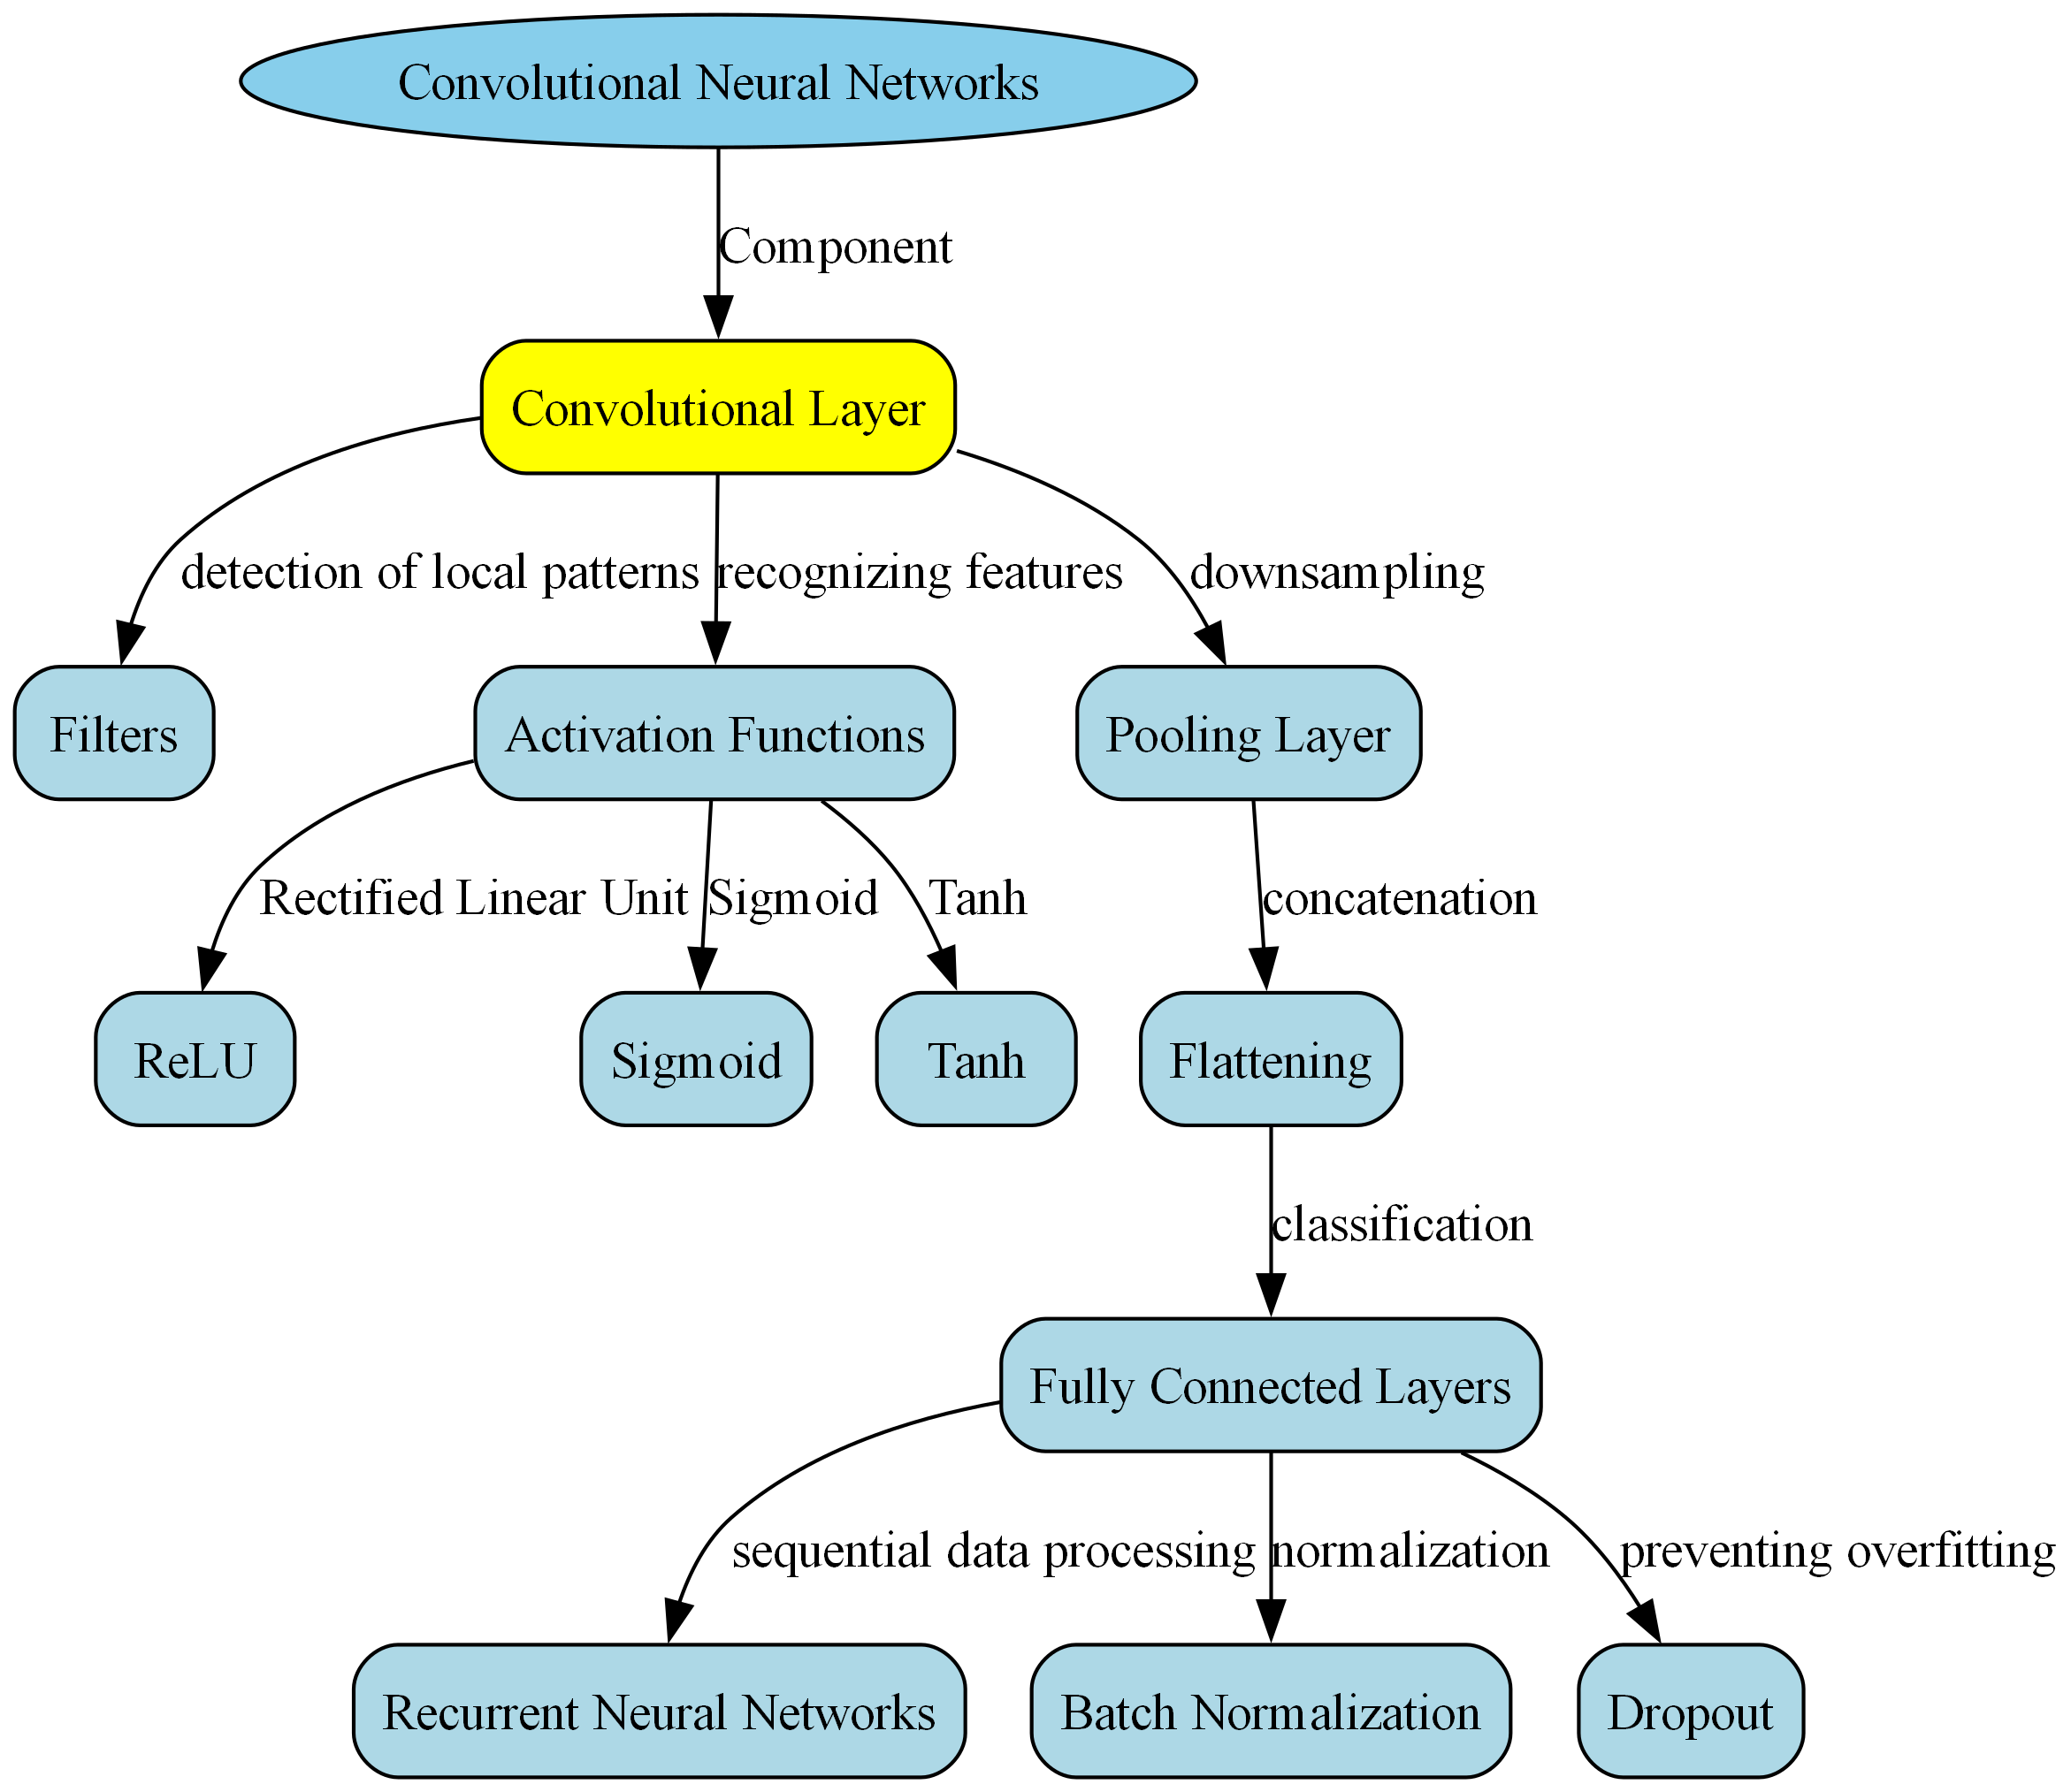 Convolutional Neural Networks
Component
Convolutional Layer
detection of local patterns
recognizing features
downsampling
Filters
Activation Functions
Pooling Layer
Rectified Linear Unit
Sigmoid
Tanh
concatenation
ReLU
Sigmoid
Tanh
Flattening
classification
Fully Connected Layers
sequential data processing
normalization
preventing overfitting
Recurrent Neural Networks
Batch Normalization
Dropout